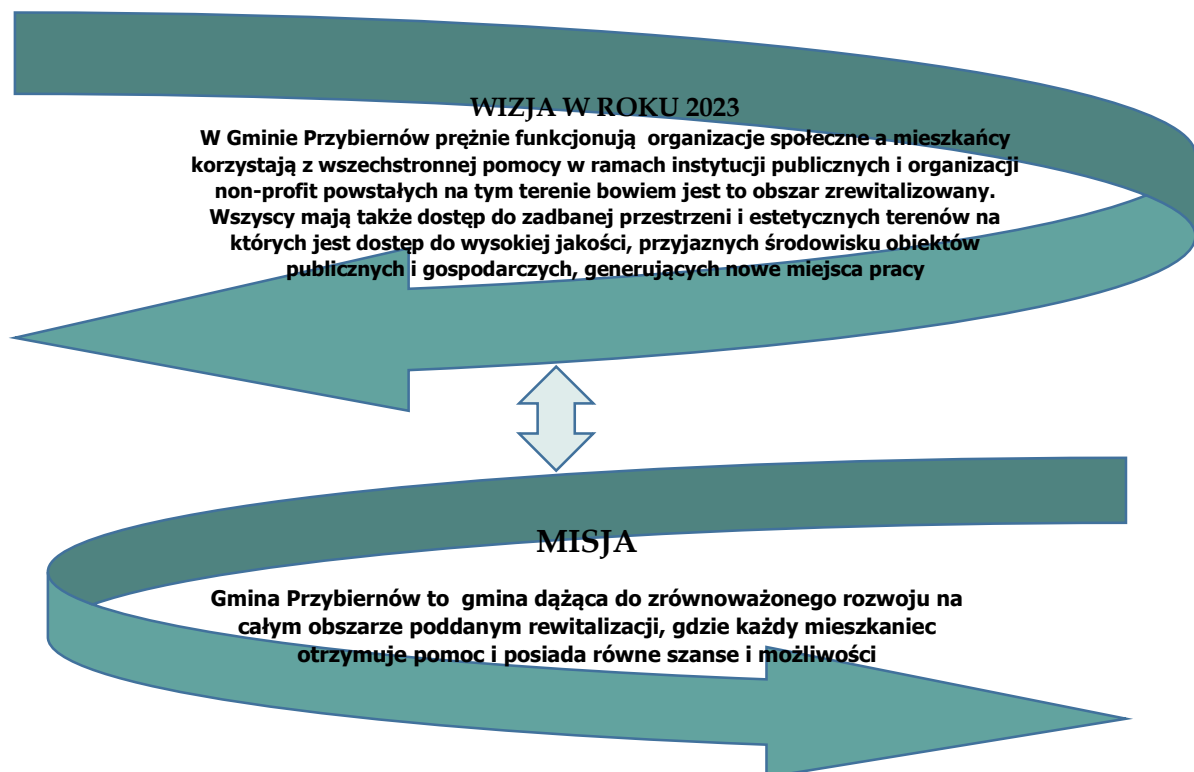 WIZJA W ROKU 2023
W Gminie Przybiernów prężnie funkcjonują organizacje społeczne a mieszkańcy
korzystają z wszechstronnej pomocy w ramach instytucji publicznych i organizacji
non-profit powstałych na tym terenie bowiem jest to obszar zrewitalizowany.
Wszyscy mają także dostęp do zadbanej przestrzeni i estetycznych terenów na
których jest dostęp do wysokiej jakości, przyjaznych środowisku obiektów
publicznych i gospodarczych, generujących nowe miejsca pracy
MISJA
Gmina Przybiernów to gmina dążąca do zrównoważonego rozwoju na
całym obszarze poddanym rewitalizacji, gdzie każdy mieszkaniec
otrzymuje pomoc i posiada równe szanse i możliwości